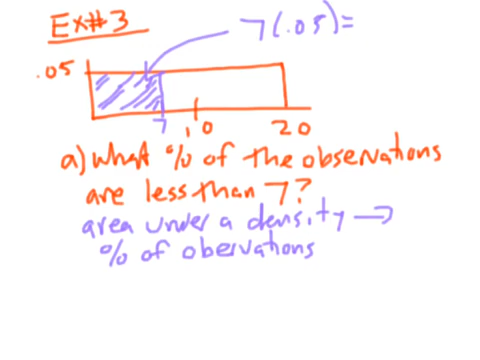 Ex#3
7(.05)=
.05
7 10 20
a) what % of the observations
are less than 7?
area under a density →
% of obervations